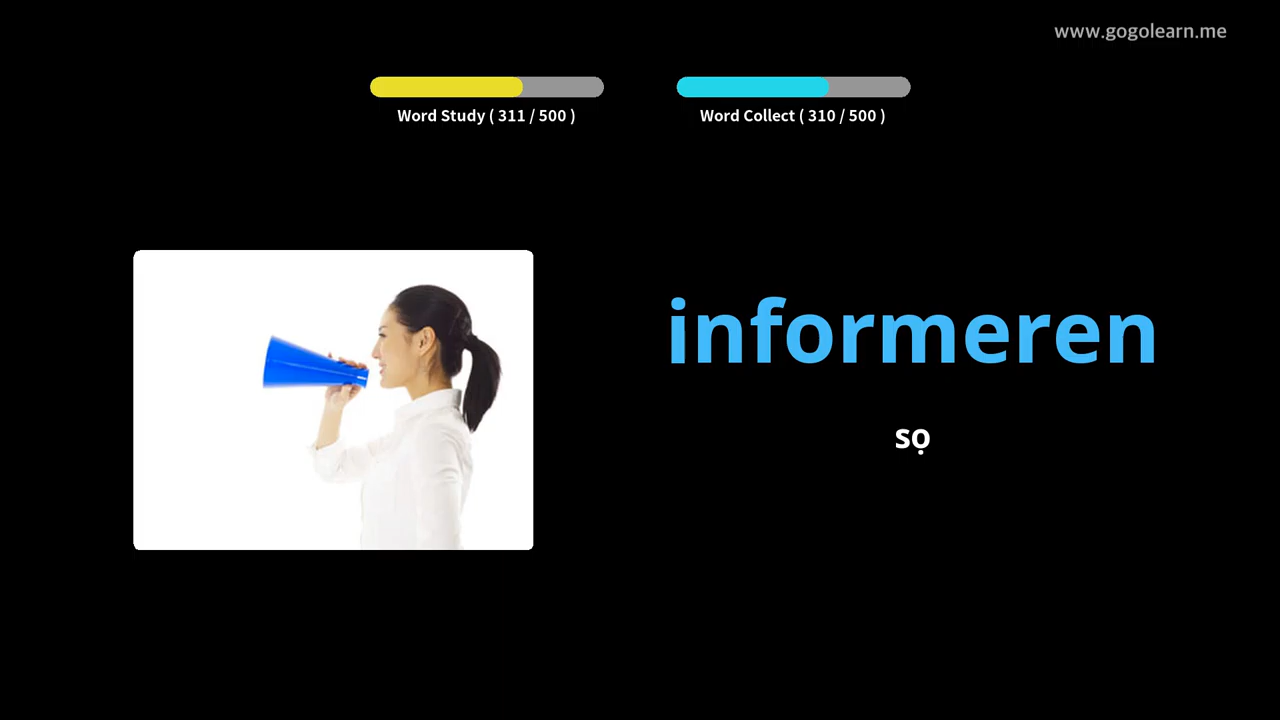 www.gogolearn.me
Word Study ( 311 / 500 )
Word Collect ( 310 / 500 )
informeren
sọ